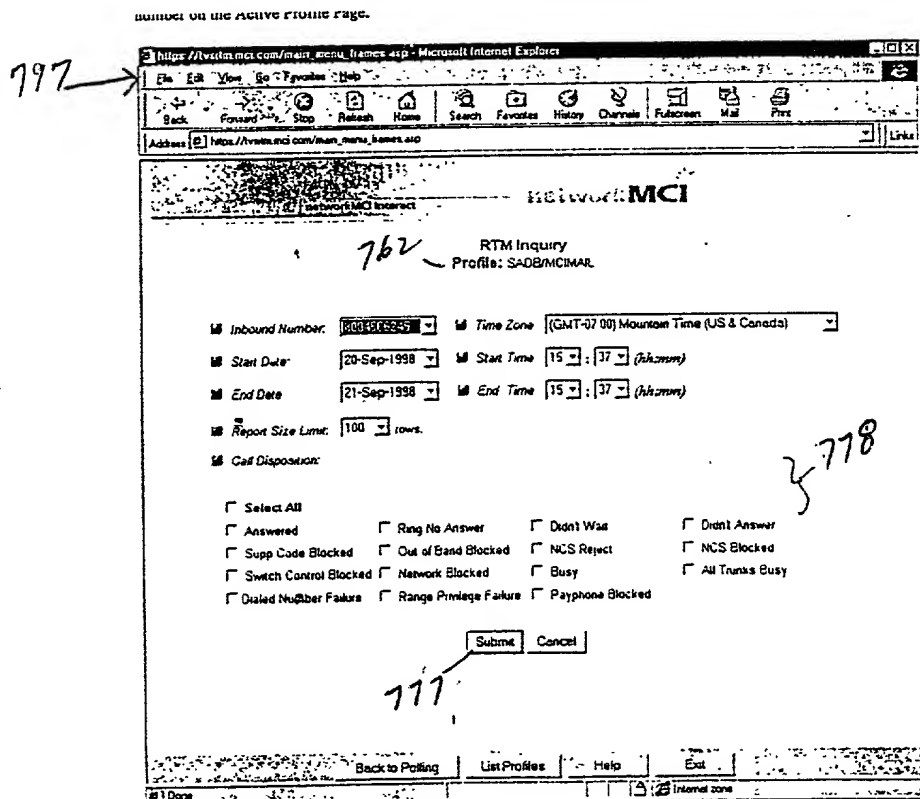 number on the Active Profile Page.
https://tvsrtm.mci.com/main_menu_frames.asp - Microsoft Internet Explorer
797
File Edit View Go Favorites Help
Back Forward Stop Refresh Home Search Favorites History Channels Fullscreen Mail Print
Address https://tvsrtm.mci.com/main_menu_frames.asp Links
networkMCI Interact
networkMCI
762
RTM Inquiry
Profile: SADB/MCIMAIL
Inbound Number: Time Zone (GMT-07:00) Mountain Time (US & Canada)
Start Date: 20-Sep-1998 Start Time 15 : 37 (hh:mm)
End Date 21-Sep-1998 End Time 15 : 37 (hh:mm)
Report Size Limit: 100 rows.
Call Disposition:
778
Select All
Answered Ring No Answer Didn't Wait Didn't Answer
Supp Code Blocked Out of Band Blocked NCS Reject NCS Blocked
Switch Control Blocked Network Blocked Busy All Trunks Busy
Dialed Number Failure Range Privilege Failure Payphone Blocked
Submit Cancel
777
Back to Polling List Profiles Help Exit
Done Internet zone